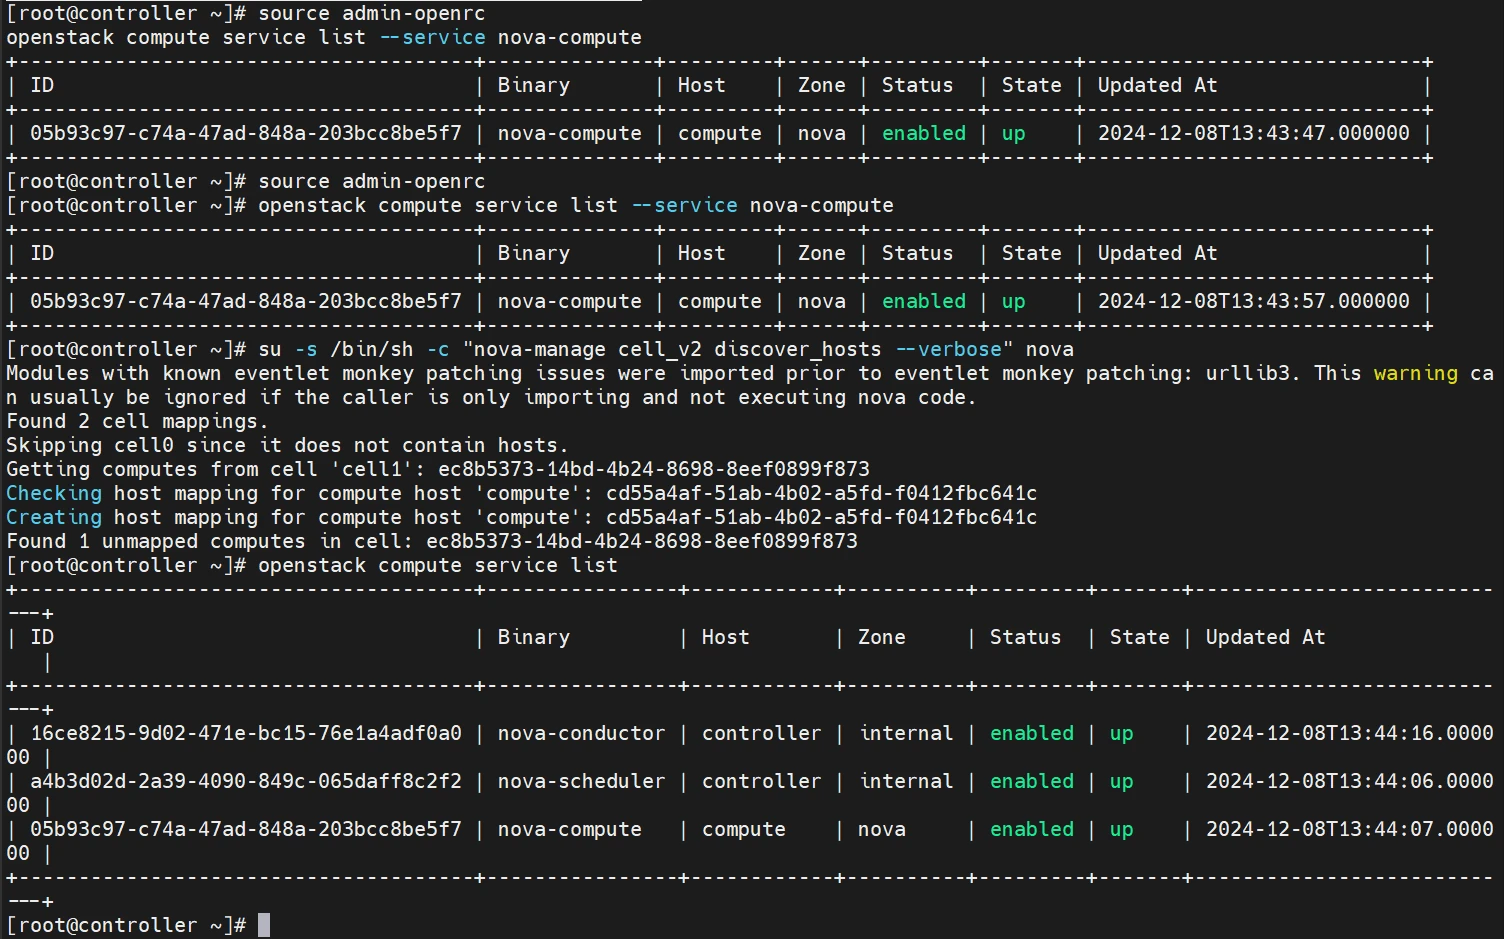 [root@controller ~]# source admin-openrc
openstack compute service list --service nova-compute
+--------------------------------------+--------------+---------+------+---------+-------+----------------------------+
| ID                                   | Binary       | Host    | Zone | Status  | State | Updated At                 |
+--------------------------------------+--------------+---------+------+---------+-------+----------------------------+
| 05b93c97-c74a-47ad-848a-203bcc8be5f7 | nova-compute | compute | nova | enabled | up    | 2024-12-08T13:43:47.000000 |
+--------------------------------------+--------------+---------+------+---------+-------+----------------------------+
[root@controller ~]# source admin-openrc
[root@controller ~]# openstack compute service list --service nova-compute
+--------------------------------------+--------------+---------+------+---------+-------+----------------------------+
| ID                                   | Binary       | Host    | Zone | Status  | State | Updated At                 |
+--------------------------------------+--------------+---------+------+---------+-------+----------------------------+
| 05b93c97-c74a-47ad-848a-203bcc8be5f7 | nova-compute | compute | nova | enabled | up    | 2024-12-08T13:43:57.000000 |
+--------------------------------------+--------------+---------+------+---------+-------+----------------------------+
[root@controller ~]# su -s /bin/sh -c "nova-manage cell_v2 discover_hosts --verbose" nova
Modules with known eventlet monkey patching issues were imported prior to eventlet monkey patching: urllib3. This warning ca
n usually be ignored if the caller is only importing and not executing nova code.
Found 2 cell mappings.
Skipping cell0 since it does not contain hosts.
Getting computes from cell 'cell1': ec8b5373-14bd-4b24-8698-8eef0899f873
Checking host mapping for compute host 'compute': cd55a4af-51ab-4b02-a5fd-f0412fbc641c
Creating host mapping for compute host 'compute': cd55a4af-51ab-4b02-a5fd-f0412fbc641c
Found 1 unmapped computes in cell: ec8b5373-14bd-4b24-8698-8eef0899f873
[root@controller ~]# openstack compute service list
+--------------------------------------+----------------+------------+----------+---------+-------+-------------------------
---+
| ID                                   | Binary         | Host       | Zone     | Status  | State | Updated At
   |
+--------------------------------------+----------------+------------+----------+---------+-------+-------------------------
---+
| 16ce8215-9d02-471e-bc15-76e1a4adf0a0 | nova-conductor | controller | internal | enabled | up    | 2024-12-08T13:44:16.0000
00 |
| a4b3d02d-2a39-4090-849c-065daff8c2f2 | nova-scheduler | controller | internal | enabled | up    | 2024-12-08T13:44:06.0000
00 |
| 05b93c97-c74a-47ad-848a-203bcc8be5f7 | nova-compute   | compute    | nova     | enabled | up    | 2024-12-08T13:44:07.0000
00 |
+--------------------------------------+----------------+------------+----------+---------+-------+-------------------------
---+
[root@controller ~]#